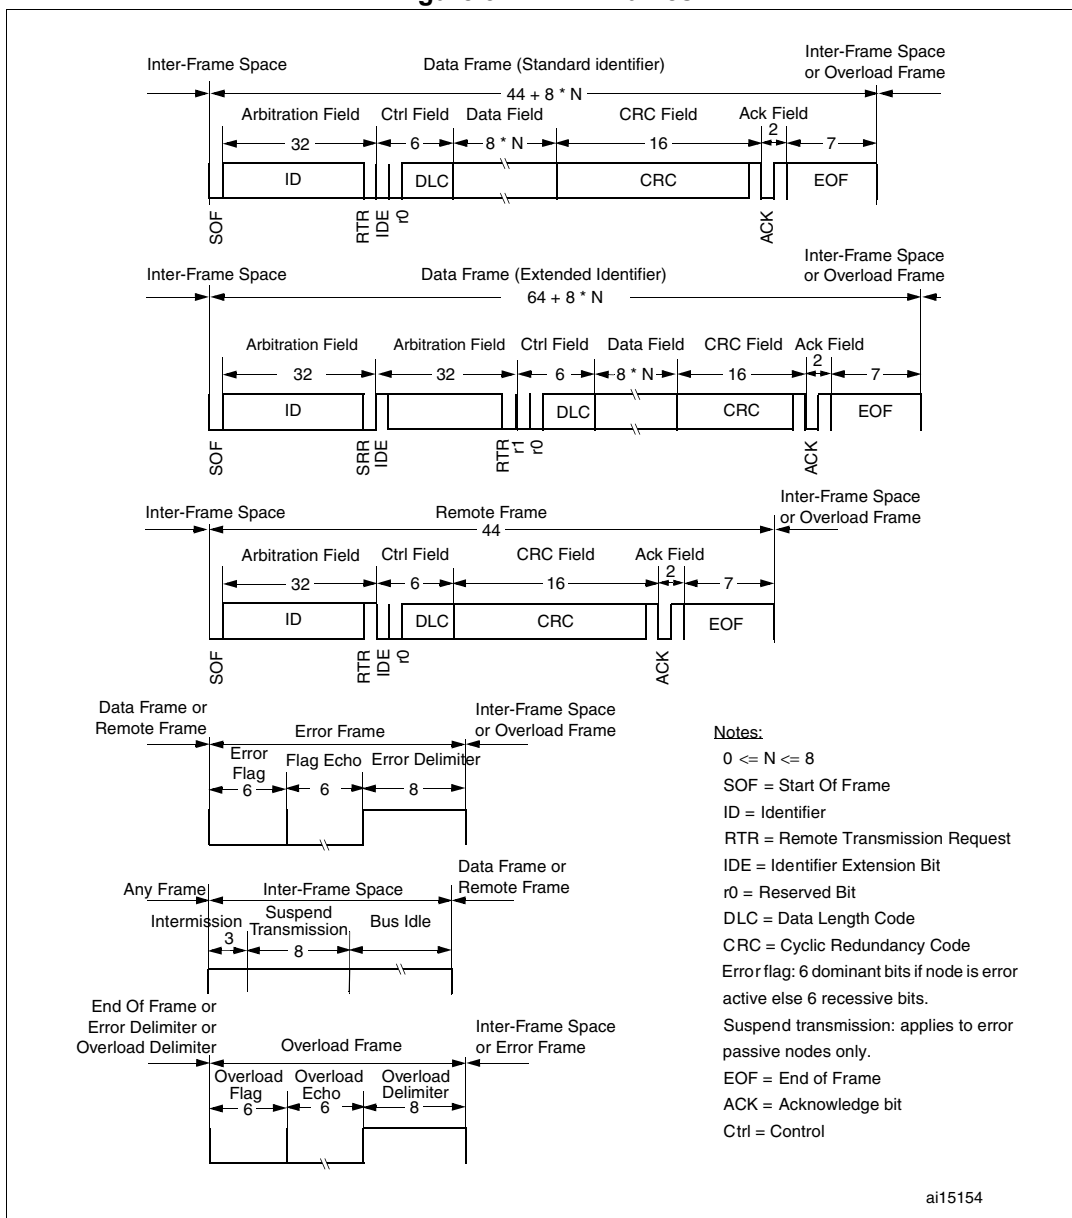 Inter-Frame Space
Data Frame (Standard identifier)
Inter-Frame Space
or Overload Frame
44 + 8 * N
Arbitration Field Ctrl Field Data Field CRC Field Ack Field
32 6 8 * N 16 2 7
ID DLC CRC EOF
SOF RTR IDE r0 ACK
Inter-Frame Space
Data Frame (Extended Identifier)
Inter-Frame Space
or Overload Frame
64 + 8 * N
Arbitration Field Arbitration Field Ctrl Field Data Field CRC Field Ack Field
32 32 6 8 * N 16 2 7
ID DLC CRC EOF
SOF SRR IDE RTR r1 r0 ACK
Inter-Frame Space
Remote Frame
Inter-Frame Space
or Overload Frame
44
Arbitration Field Ctrl Field CRC Field Ack Field
32 6 16 2 7
ID DLC CRC EOF
SOF RTR IDE r0 ACK
Data Frame or
Remote Frame
Error Frame
Inter-Frame Space
or Overload Frame
Error
Flag
Flag Echo
Error Delimiter
6 6 8
Any Frame
Inter-Frame Space
Data Frame or
Remote Frame
Intermission
Suspend
Transmission
Bus Idle
3 8
End Of Frame or
Error Delimiter or
Overload Delimiter
Overload Frame
Inter-Frame Space
or Error Frame
Overload
Flag
Overload
Echo
Overload
Delimiter
6 6 8
Notes:
0 <= N <= 8
SOF = Start Of Frame
ID = Identifier
RTR = Remote Transmission Request
IDE = Identifier Extension Bit
r0 = Reserved Bit
DLC = Data Length Code
CRC = Cyclic Redundancy Code
Error flag: 6 dominant bits if node is error
active else 6 recessive bits.
Suspend transmission: applies to error
passive nodes only.
EOF = End of Frame
ACK = Acknowledge bit
Ctrl = Control
ai15154